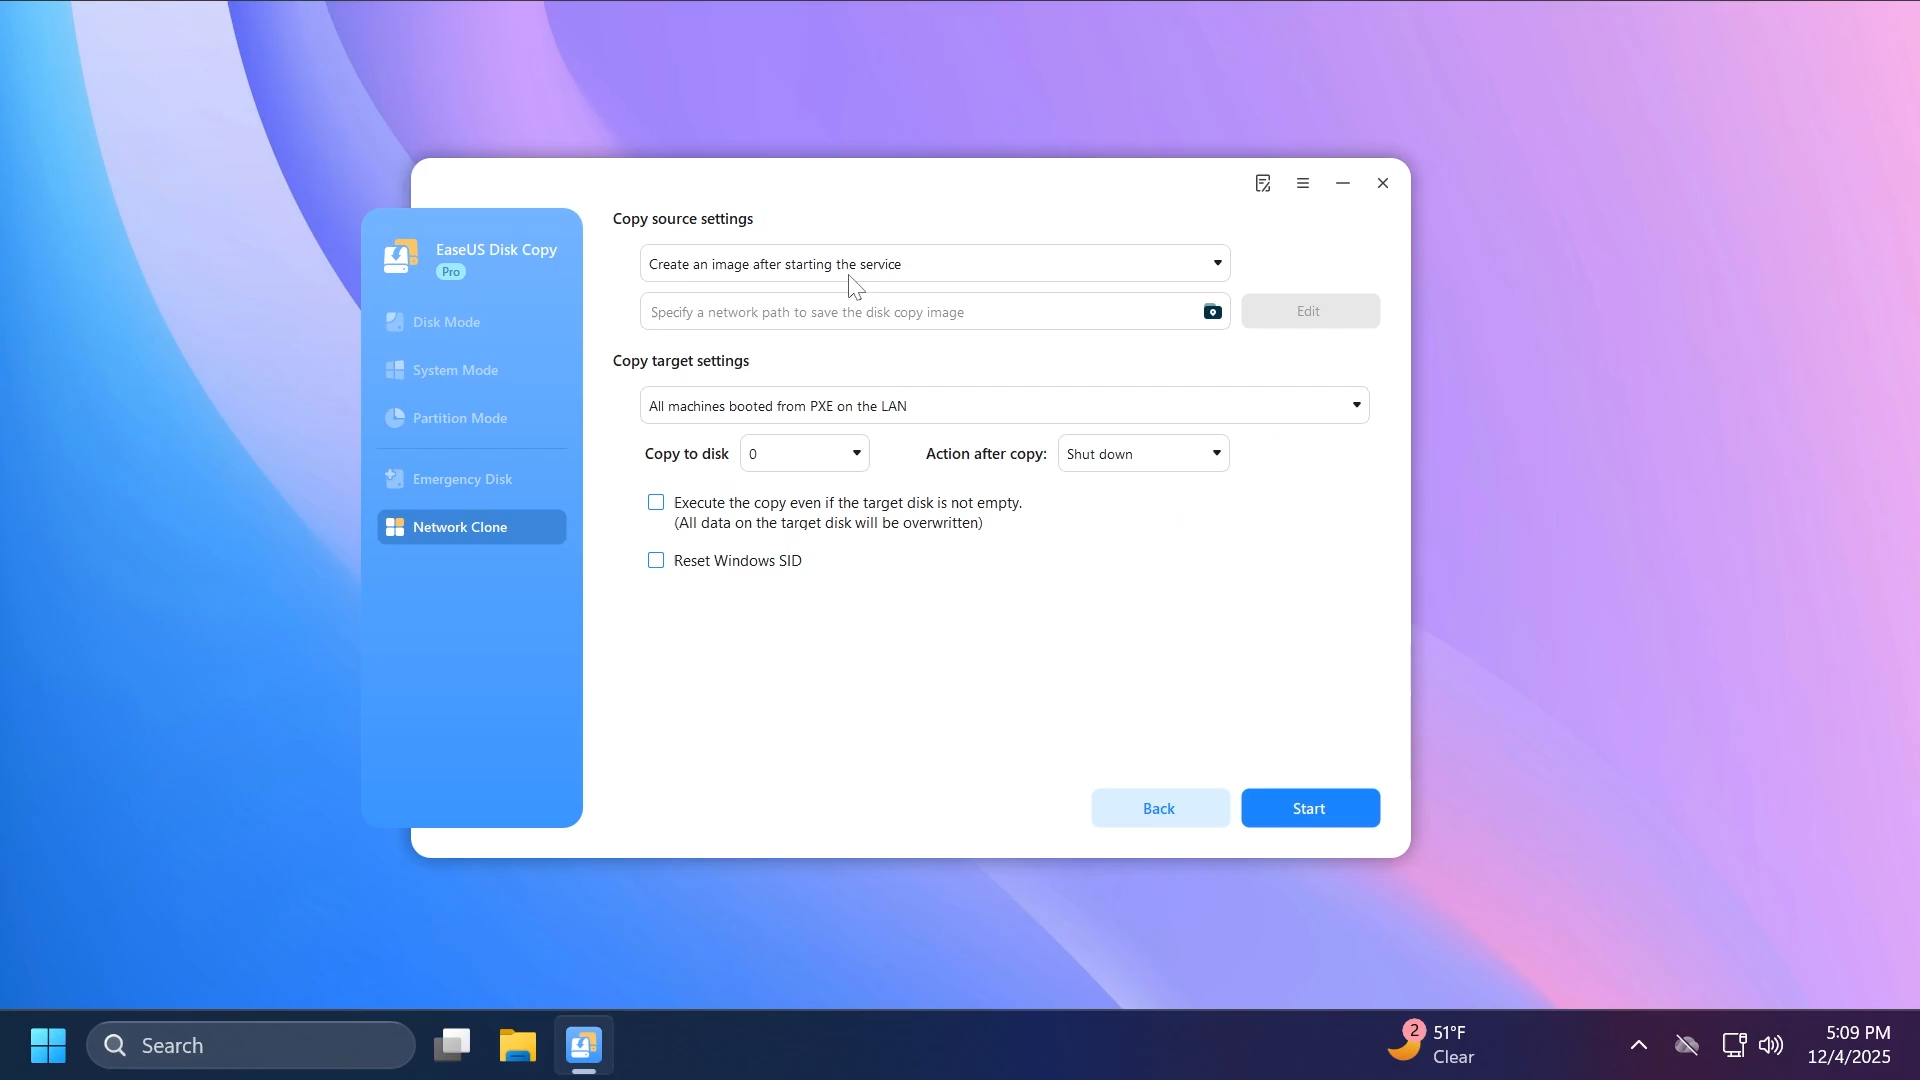 EaseUS Disk Copy
Pro
Disk Mode
System Mode
Partition Mode
Emergency Disk
Network Clone
Copy source settings
Create an image after starting the service
Specify a network path to save the disk copy image
Edit
Copy target settings
All machines booted from PXE on the LAN
Copy to disk 0 Action after copy: Shut down
Execute the copy even if the target disk is not empty.
(All data on the target disk will be overwritten)
Reset Windows SID
Back Start
Search
2
51°F
Clear
5:09 PM
12/4/2025